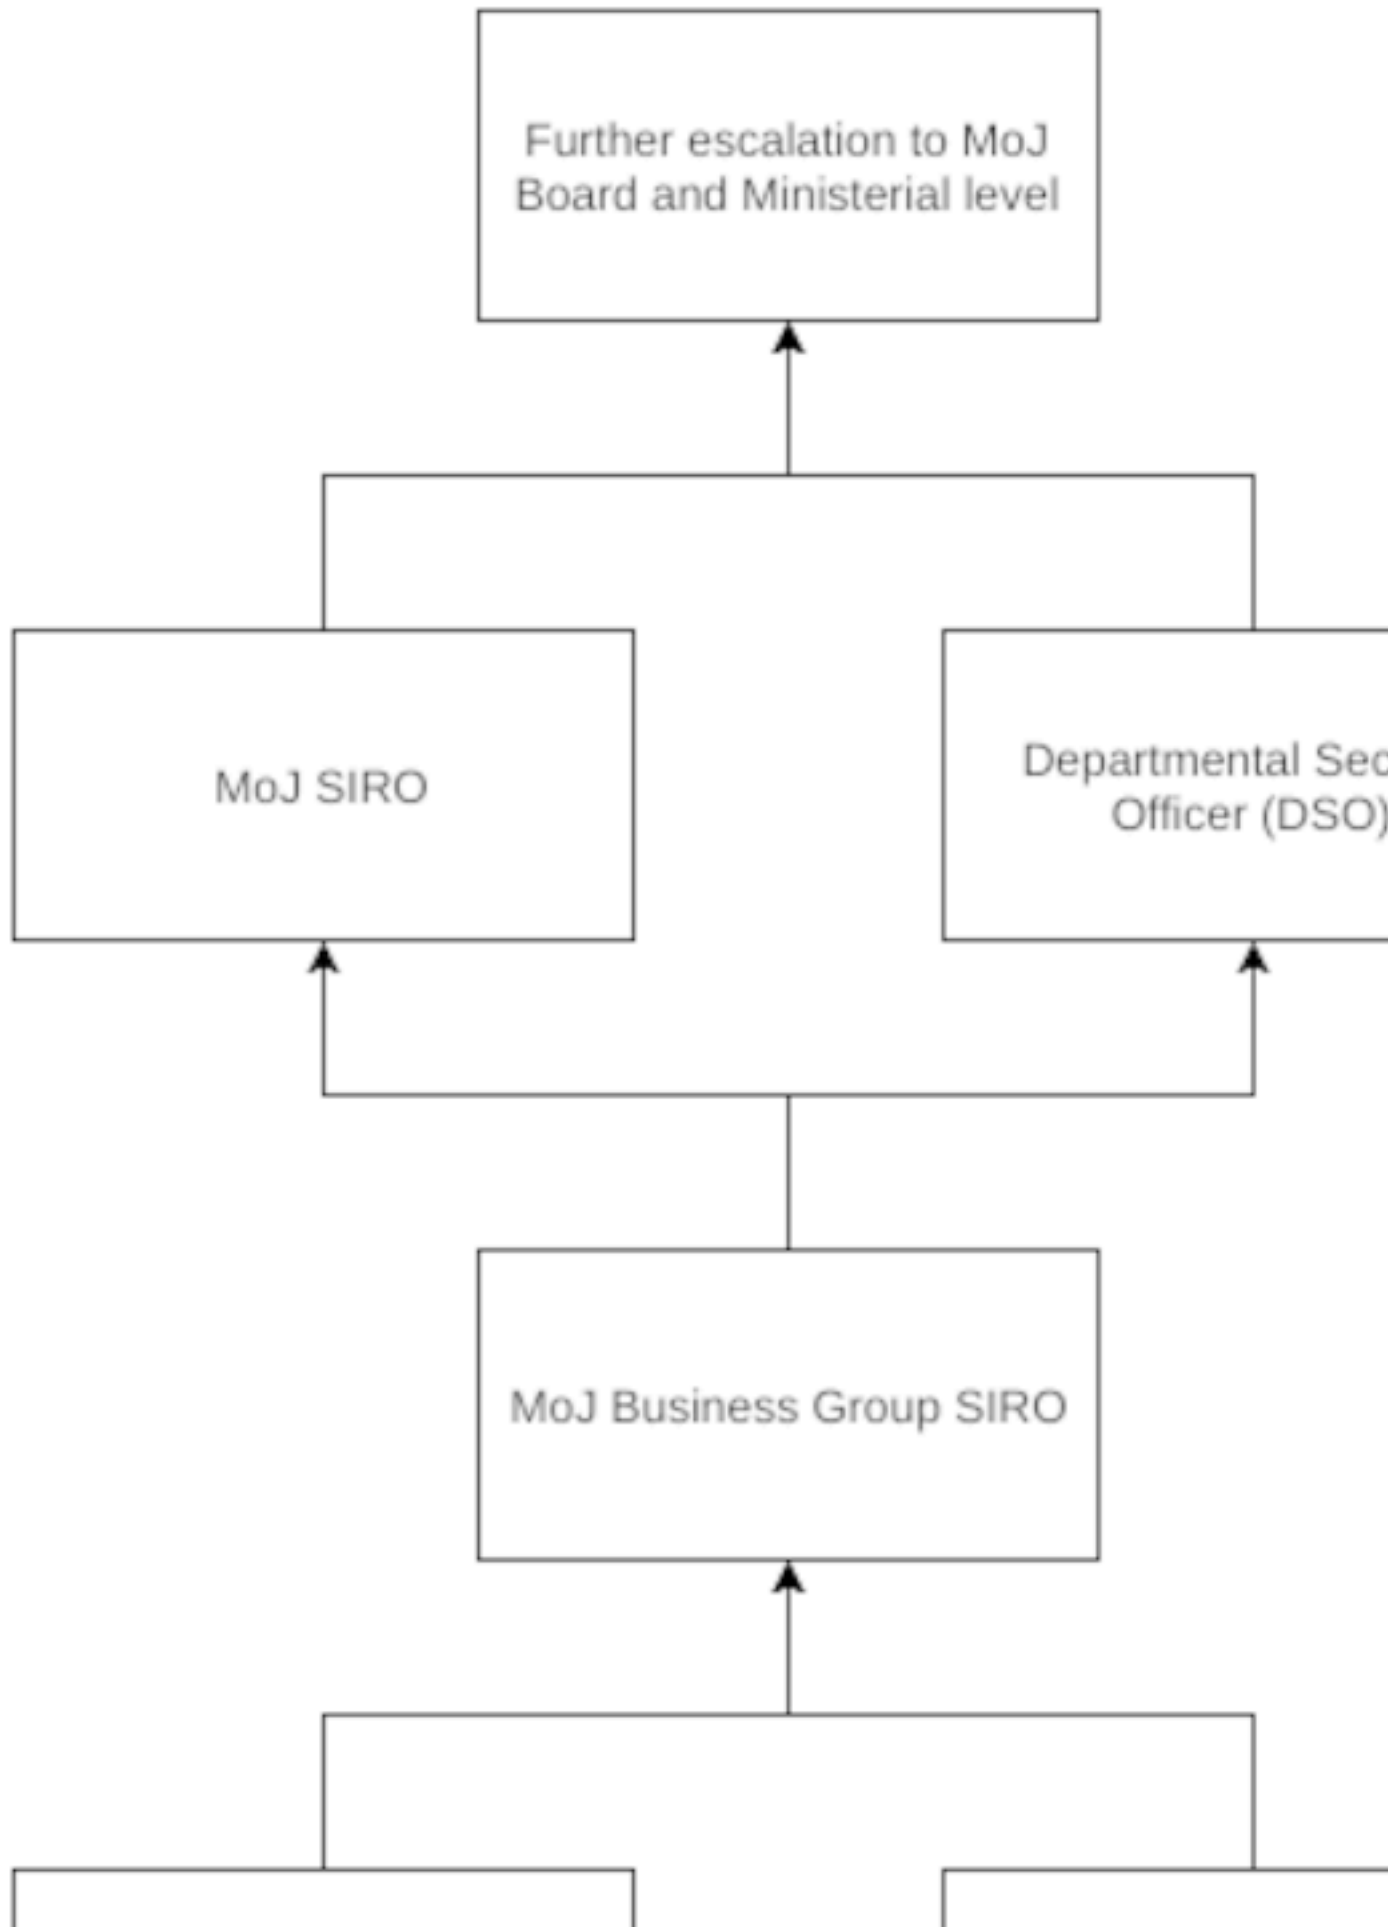 Further escalation to MoJ
Board and Ministerial level
MoJ SIRO
Departmental Sec
Officer (DSO)
MoJ Business Group SIRO